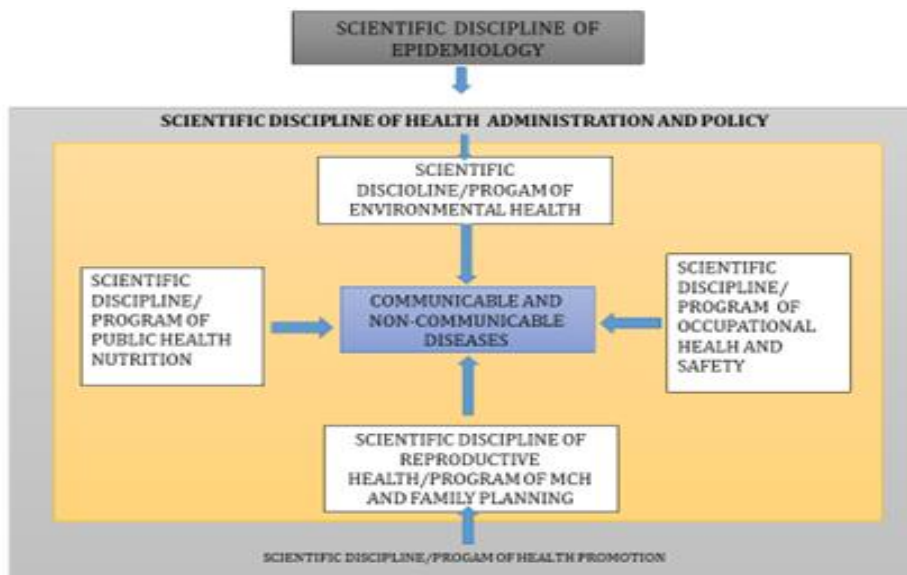 SCIENTIFIC DISCIPLINE OF
EPIDEMIOLOGY
SCIENTIFIC DISCIPLINE OF HEALTH ADMINISTRATION AND POLICY
SCIENTIFIC
DISCIOLINE/PROGAM OF
ENVIRONMENTAL HEALTH
SCIENTIFIC
DISCIPLINE/
PROGRAM OF
PUBLIC HEALTH
NUTRITION
COMMUNICABLE AND
NON-COMMUNICABLE
DISEASES
SCIENTIFIC
DISCIPLINE/
PROGRAM OF
OCCUPATIONAL
HEALH AND
SAFETY
SCIENTIFIC DISCIPLINE OF
REPRODUCTIVE
HEALTH/PROGRAM OF MCH
AND FAMILY PLANNING
SCIENTIFIC DISCIPLINE/PROGAM OF HEALTH PROMOTION